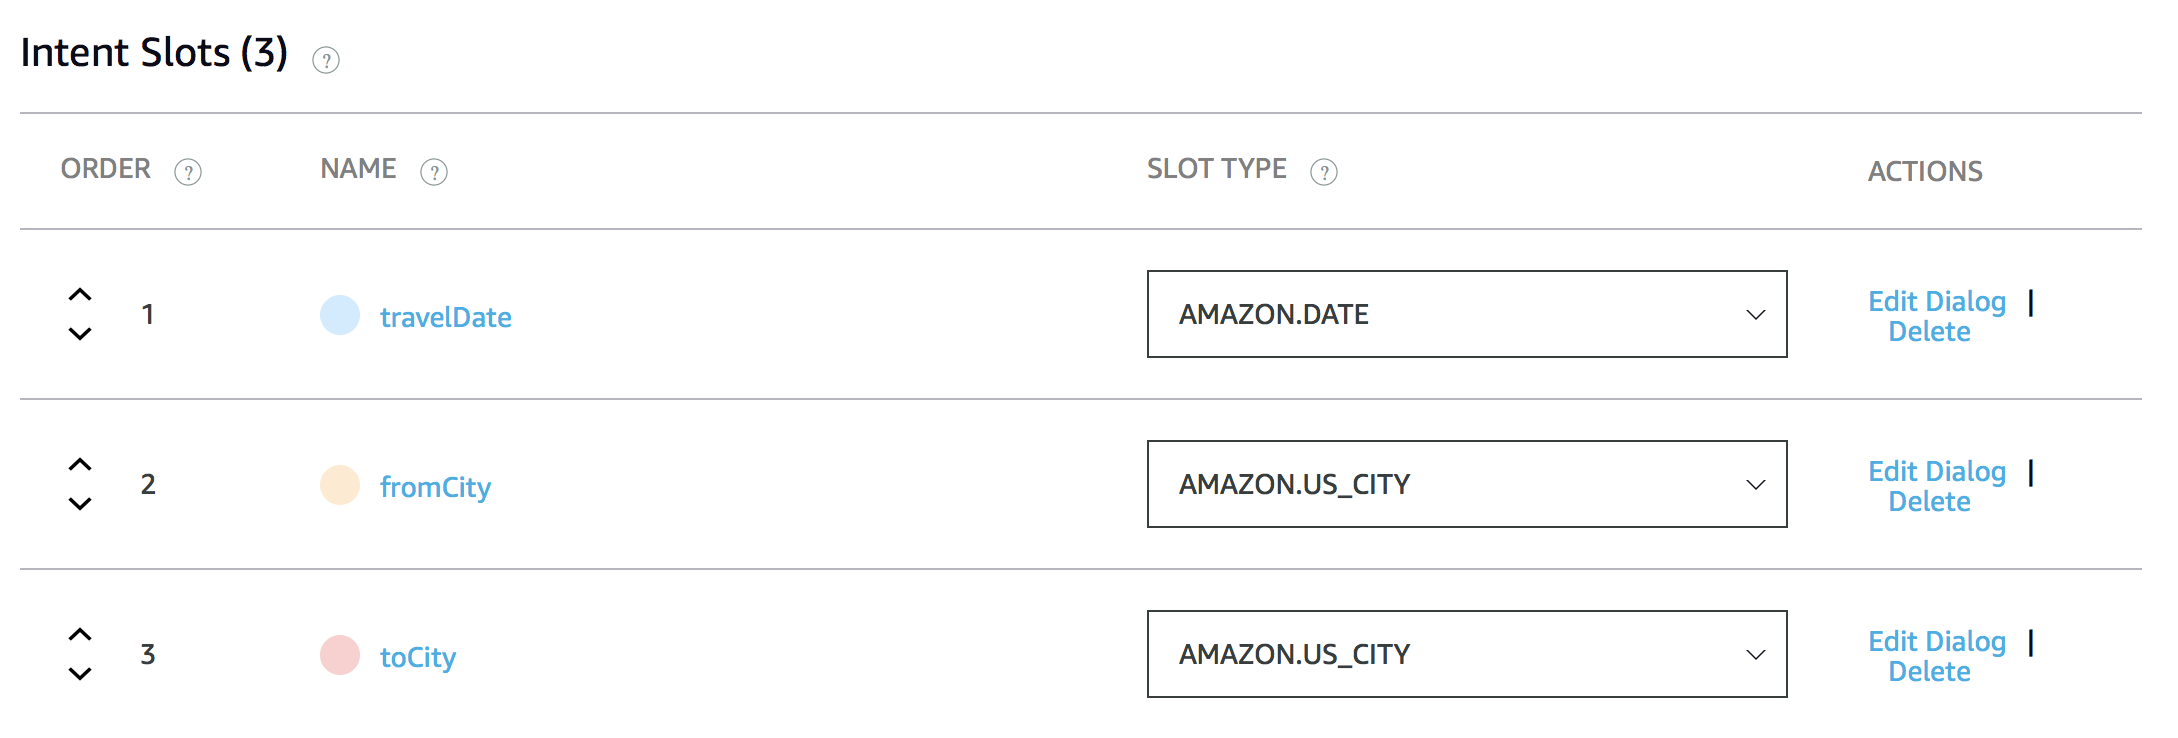 Intent Slots (3) ?
ORDER ? NAME ? SLOT TYPE ? ACTIONS
1 travelDate AMAZON.DATE Edit Dialog |
Delete
2 fromCity AMAZON.US_CITY Edit Dialog |
Delete
3 toCity AMAZON.US_CITY Edit Dialog |
Delete